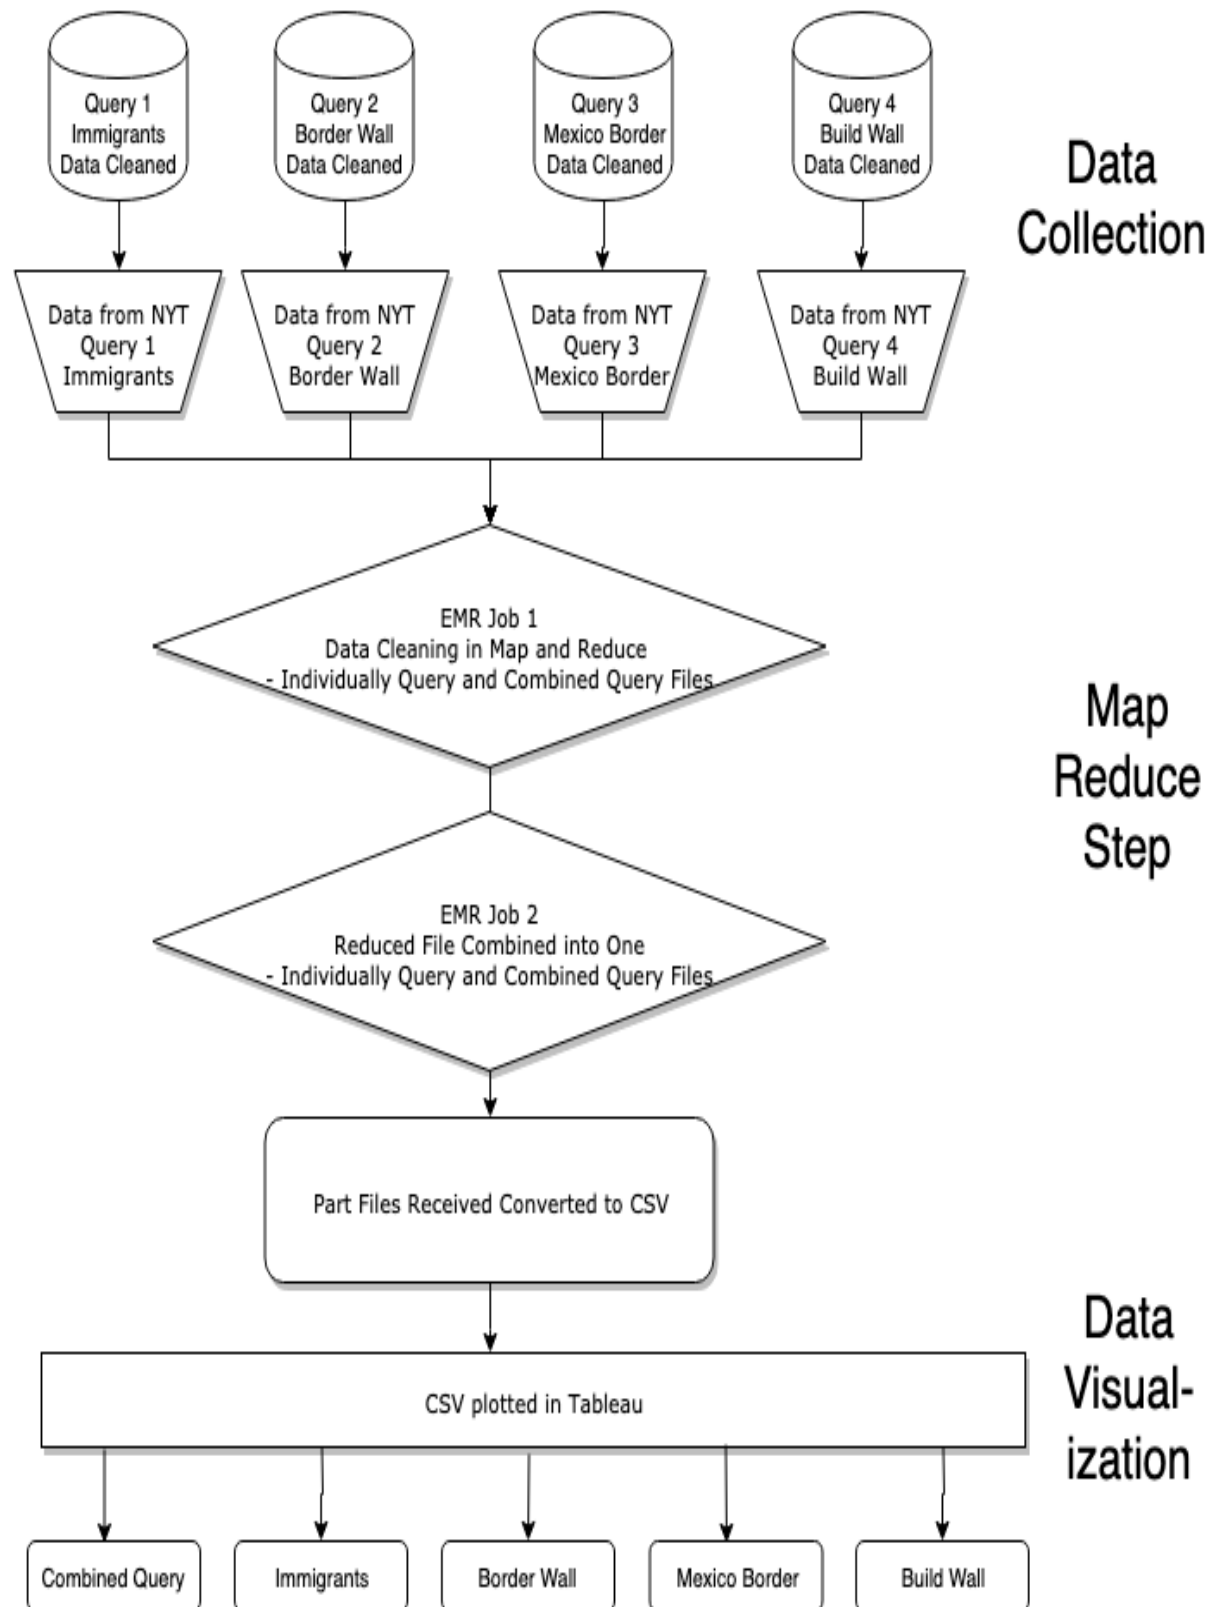 Query 1
Immigrants
Data Cleaned
Query 2
Border Wall
Data Cleaned
Query 3
Mexico Border
Data Cleaned
Query 4
Build Wall
Data Cleaned
Data
Collection
Data from NYT
Query 1
Immigrants
Data from NYT
Query 2
Border Wall
Data from NYT
Query 3
Mexico Border
Data from NYT
Query 4
Build Wall
EMR Job 1
Data Cleaning in Map and Reduce
- Individually Query and Combined Query Files
Map
Reduce
Step
EMR Job 2
Reduced File Combined into One
- Individually Query and Combined Query Files
Part Files Received Converted to CSV
Data
Visual-
ization
CSV plotted in Tableau
Combined Query
Immigrants
Border Wall
Mexico Border
Build Wall